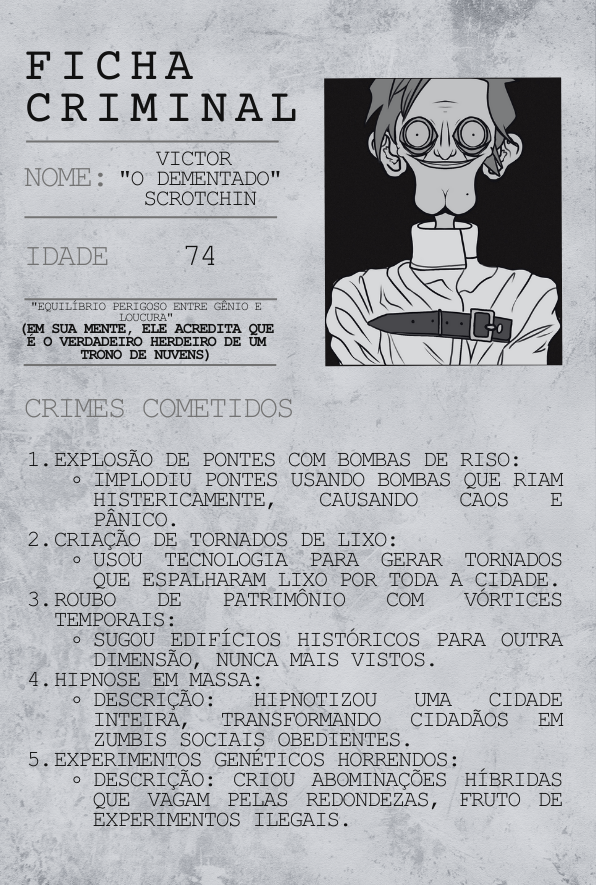 FICHA
CRIMINAL
NOME:
VICTOR
"O DEMENTADO"
SCROTCHIN
IDADE
74
"EQUILÍBRIO PERIGOSO ENTRE GÊNIO E
LOUCURA"
(EM SUA MENTE, ELE ACREDITA QUE
É O VERDADEIRO HERDEIRO DE UM
TRONO DE NUVENS)
CRIMES COMETIDOS
1. EXPLOSÃO DE PONTES COM BOMBAS DE RISO:
◦ IMPLODIU PONTES USANDO BOMBAS QUE RIAM
HISTERICAMENTE, CAUSANDO CAOS E
PÂNICO.
2. CRIAÇÃO DE TORNADOS DE LIXO:
◦ USOU TECNOLOGIA PARA GERAR TORNADOS
QUE ESPALHARAM LIXO POR TODA A CIDADE.
3. ROUBO DE PATRIMÔNIO COM VÓRTICES
TEMPORAIS:
◦ SUGOU EDIFÍCIOS HISTÓRICOS PARA OUTRA
DIMENSÃO, NUNCA MAIS VISTOS.
4. HIPNOSE EM MASSA:
◦ DESCRIÇÃO: HIPNOTIZOU UMA CIDADE
INTEIRA, TRANSFORMANDO CIDADÃOS EM
ZUMBIS SOCIAIS OBEDIENTES.
5. EXPERIMENTOS GENÉTICOS HORRENDOS:
◦ DESCRIÇÃO: CRIOU ABOMINAÇÕES HÍBRIDAS
QUE VAGAM PELAS REDONDEZAS, FRUTO DE
EXPERIMENTOS ILEGAIS.